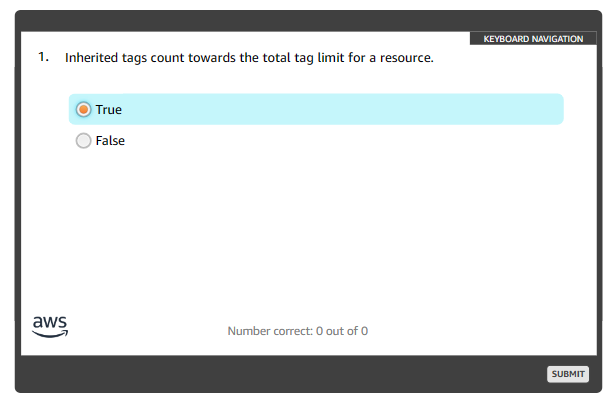 KEYBOARD NAVIGATION
1. Inherited tags count towards the total tag limit for a resource.
True
False
aws
Number correct: 0 out of 0
SUBMIT